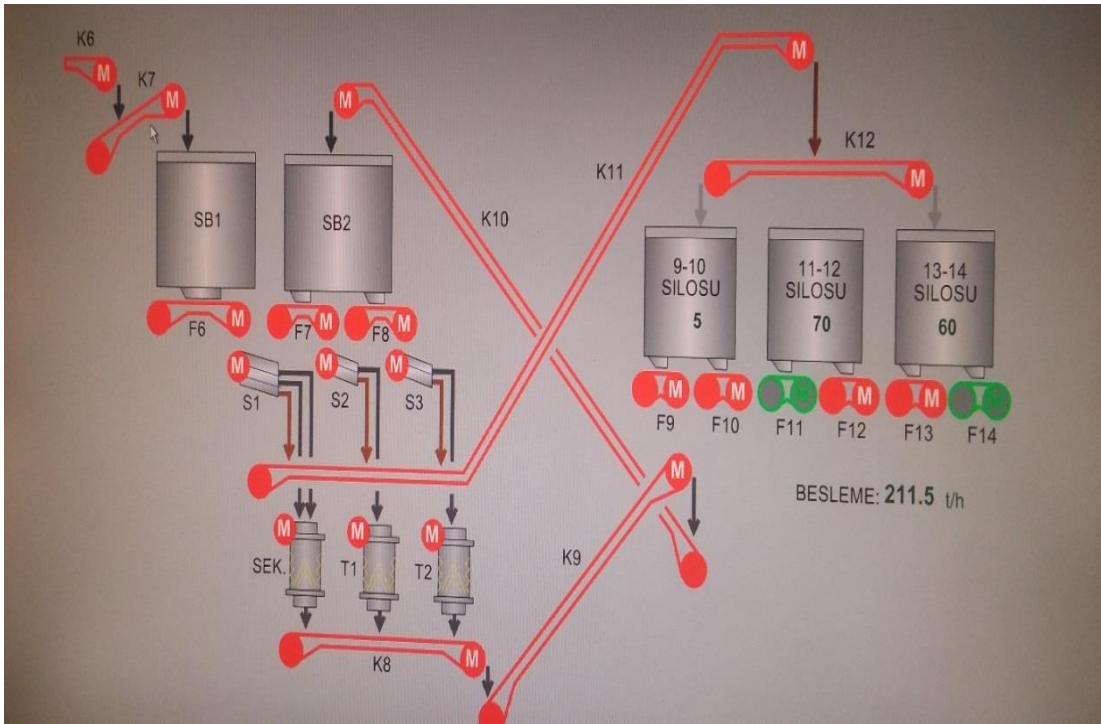 K6
K7
M
M
M
M
K11
K12
M
K10
SB1
SB2
9-10
SILOSU
5
11-12
SILOSU
70
13-14
SILOSU
60
M
F6
M
F7
M
F8
M
S1
M
S2
M
S3
M
F9
M
F10
M
F11
M
F12
M
F13
M
F14
M
BESLEME: 211.5 t/h
M
SEK.
M
T1
M
T2
K9
K8
M